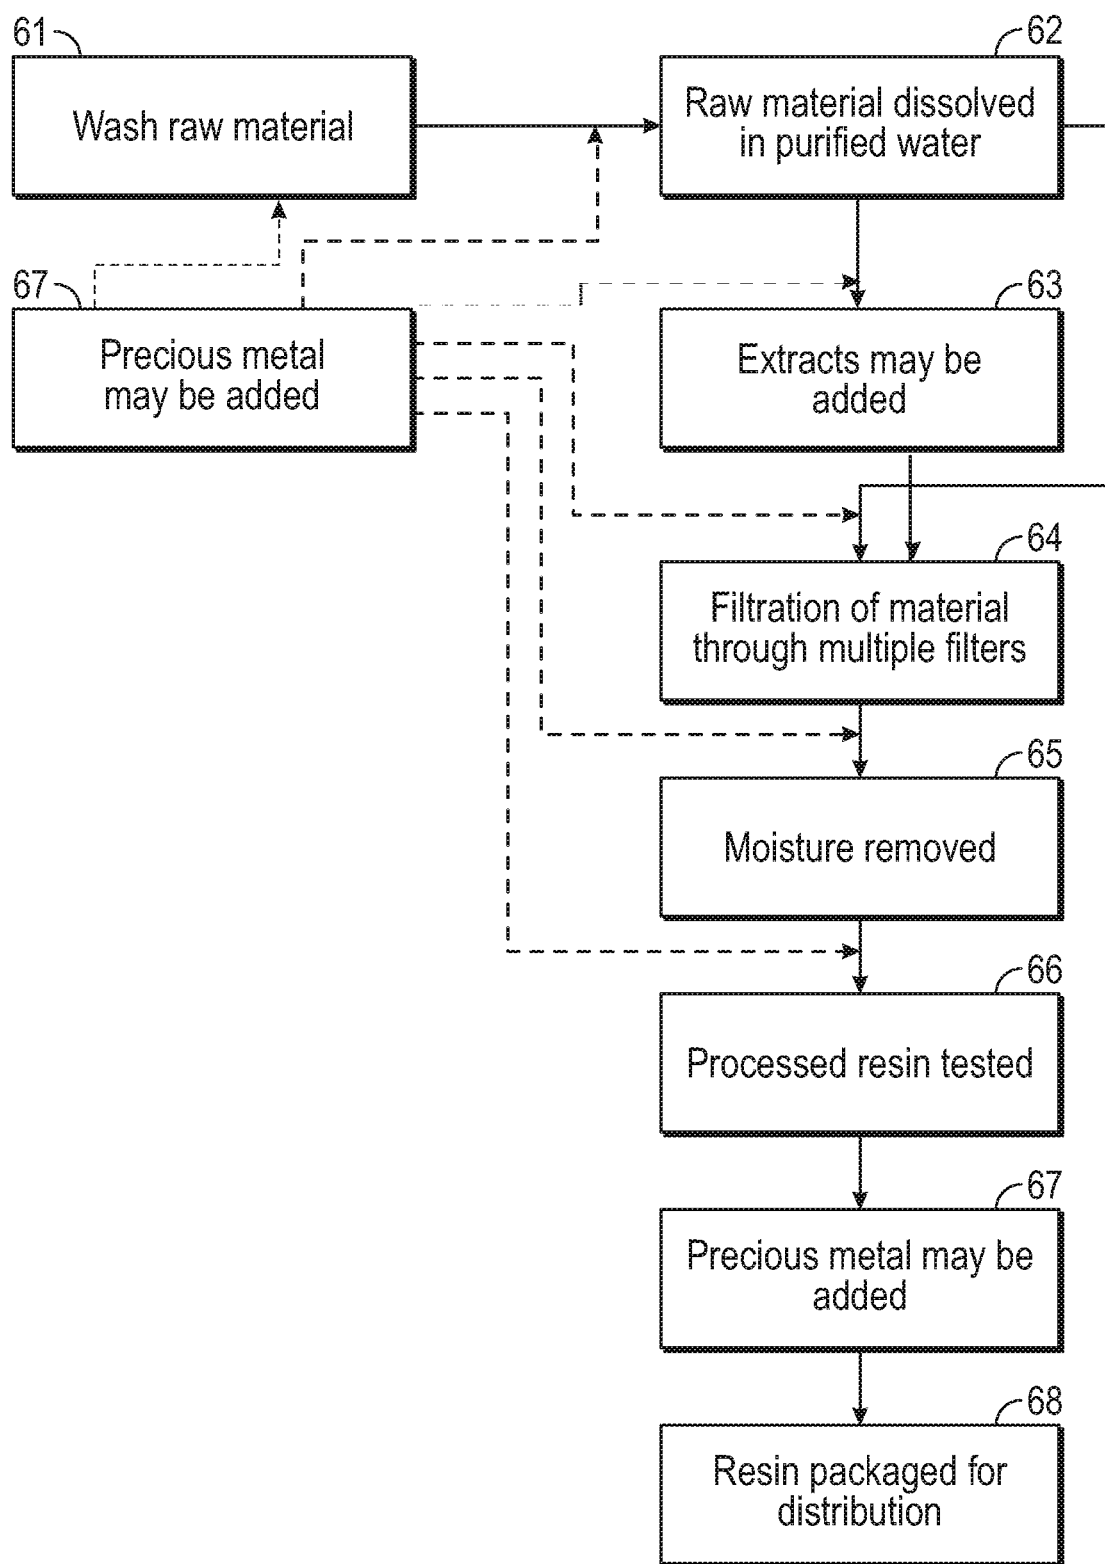 61
Wash raw material
62
Raw material dissolved
in purified water
67
Precious metal
may be added
63
Extracts may be
added
64
Filtration of material
through multiple filters
65
Moisture removed
66
Processed resin tested
67
Precious metal may be
added
68
Resin packaged for
distribution